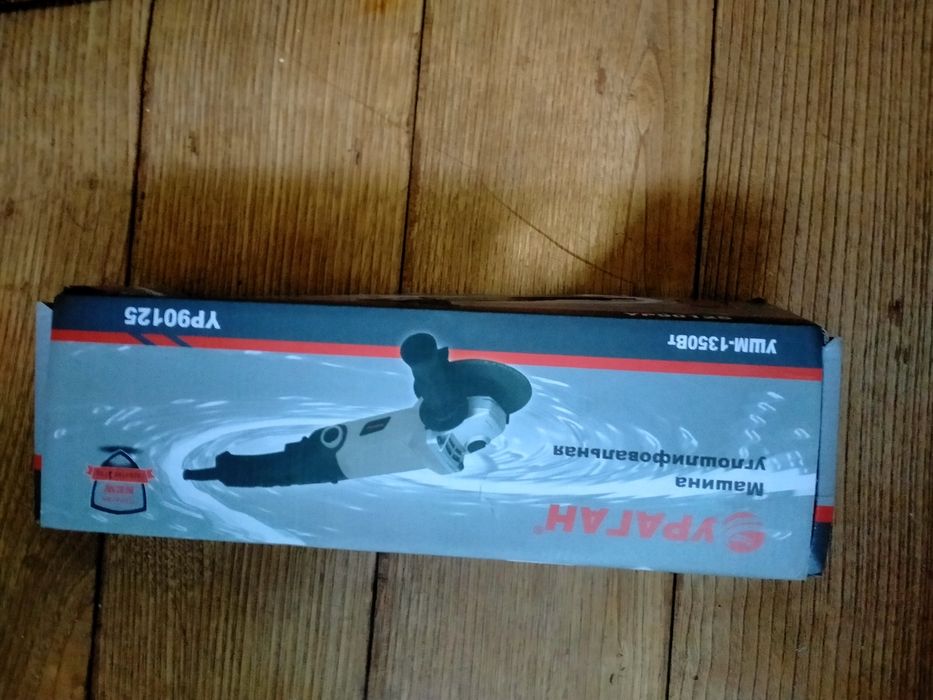 УРАГАН®
Машина
углошлифовальная
УШМ-1350Вт
УР90125